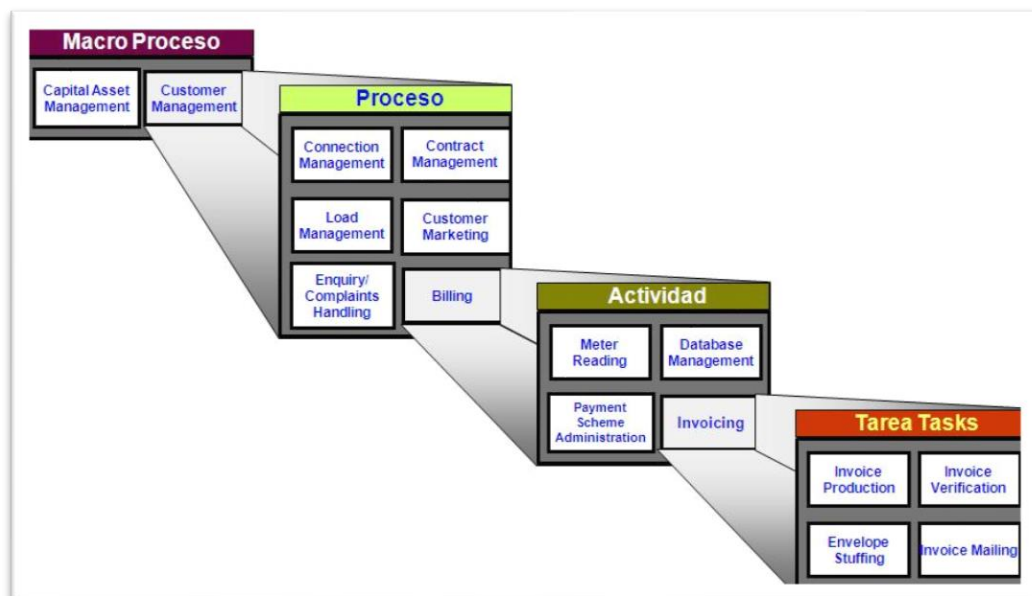 Macro Proceso
Capital Asset
Management
Customer
Management
Proceso
Connection
Management
Contract
Management
Load
Management
Customer
Marketing
Enquiry/
Complaints
Handling
Billing
Actividad
Meter
Reading
Database
Management
Payment
Scheme
Administration
Invoicing
Tarea Tasks
Invoice
Production
Invoice
Verification
Envelope
Stuffing
Invoice Mailing